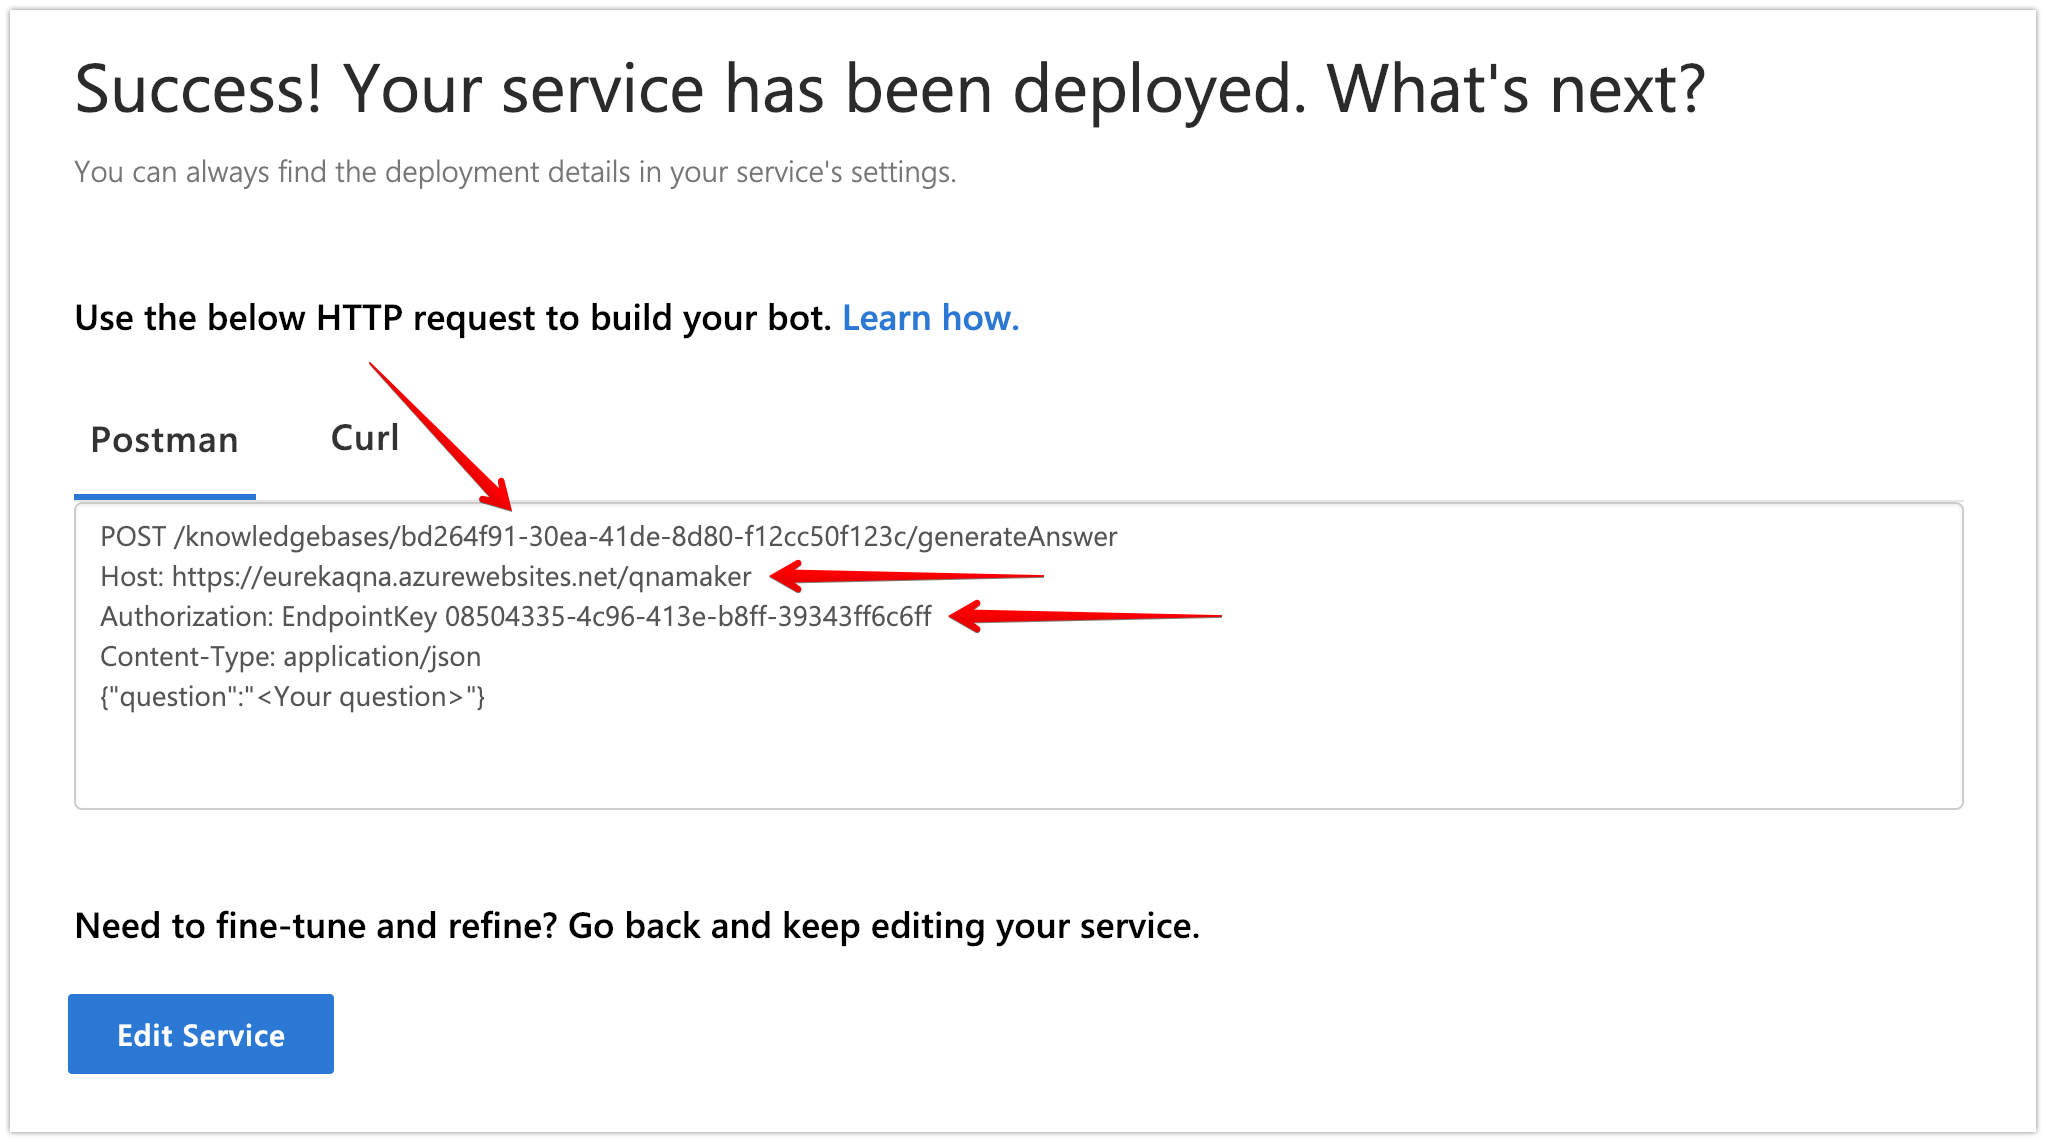 Success! Your service has been deployed. What's next?
You can always find the deployment details in your service's settings.
Use the below HTTP request to build your bot. Learn how.
Postman Curl
POST /knowledgebases/bd264f91-30ea-41de-8d80-f12cc50f123c/generateAnswer
Host: https://eurekaqna.azurewebsites.net/qnamaker
Authorization: EndpointKey 08504335-4c96-413e-b8ff-39343ff6c6ff
Content-Type: application/json
{"question":"<Your question>"}
Need to fine-tune and refine? Go back and keep editing your service.
Edit Service